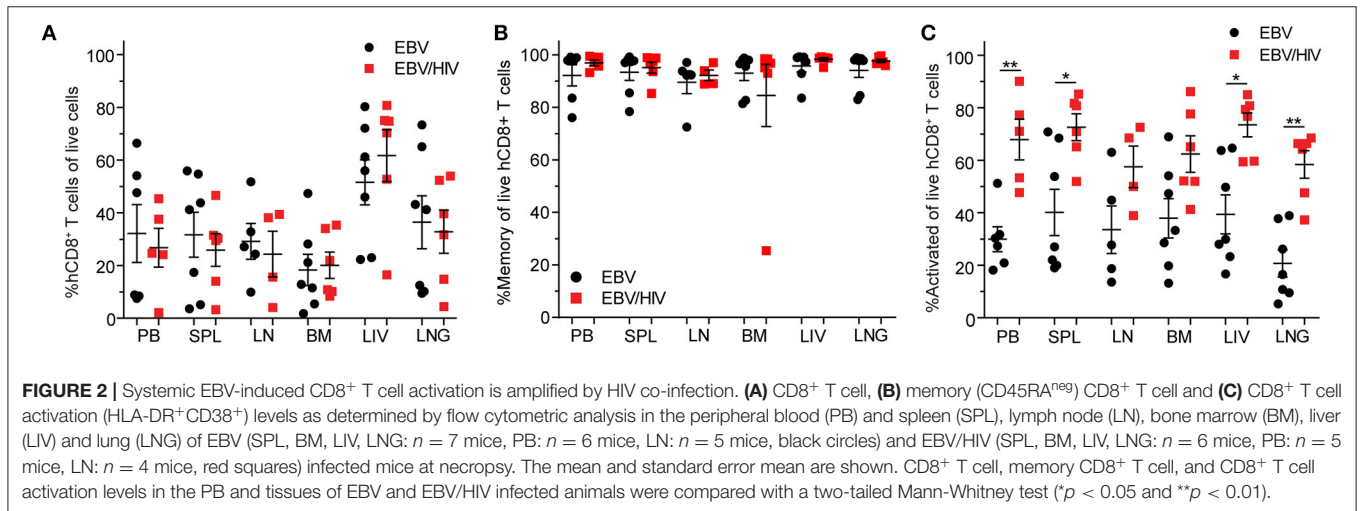 A
EBV
EBV/HIV
%hCD8+ T cells of live cells
100
80
60
40
20
0
PB SPL LN BM LIV LNG
B
%Memory of live hCD8+ T cells
100
80
60
40
20
0
EBV
EBV/HIV
PB SPL LN BM LIV LNG
C
EBV
EBV/HIV
%Activated of live hCD8+ T cells
100
80
60
40
20
0
** * * **
PB SPL LN BM LIV LNG
FIGURE 2 | Systemic EBV-induced CD8+ T cell activation is amplified by HIV co-infection. (A) CD8+ T cell, (B) memory (CD45RAneg) CD8+ T cell and (C) CD8+ T cell
activation (HLA-DR+CD38+) levels as determined by flow cytometric analysis in the peripheral blood (PB) and spleen (SPL), lymph node (LN), bone marrow (BM), liver
(LIV) and lung (LNG) of EBV (SPL, BM, LIV, LNG: n = 7 mice, PB: n = 6 mice, LN: n = 5 mice, black circles) and EBV/HIV (SPL, BM, LIV, LNG: n = 6 mice, PB: n = 5
mice, LN: n = 4 mice, red squares) infected mice at necropsy. The mean and standard error mean are shown. CD8+ T cell, memory CD8+ T cell, and CD8+ T cell
activation levels in the PB and tissues of EBV and EBV/HIV infected animals were compared with a two-tailed Mann-Whitney test (*p < 0.05 and **p < 0.01).